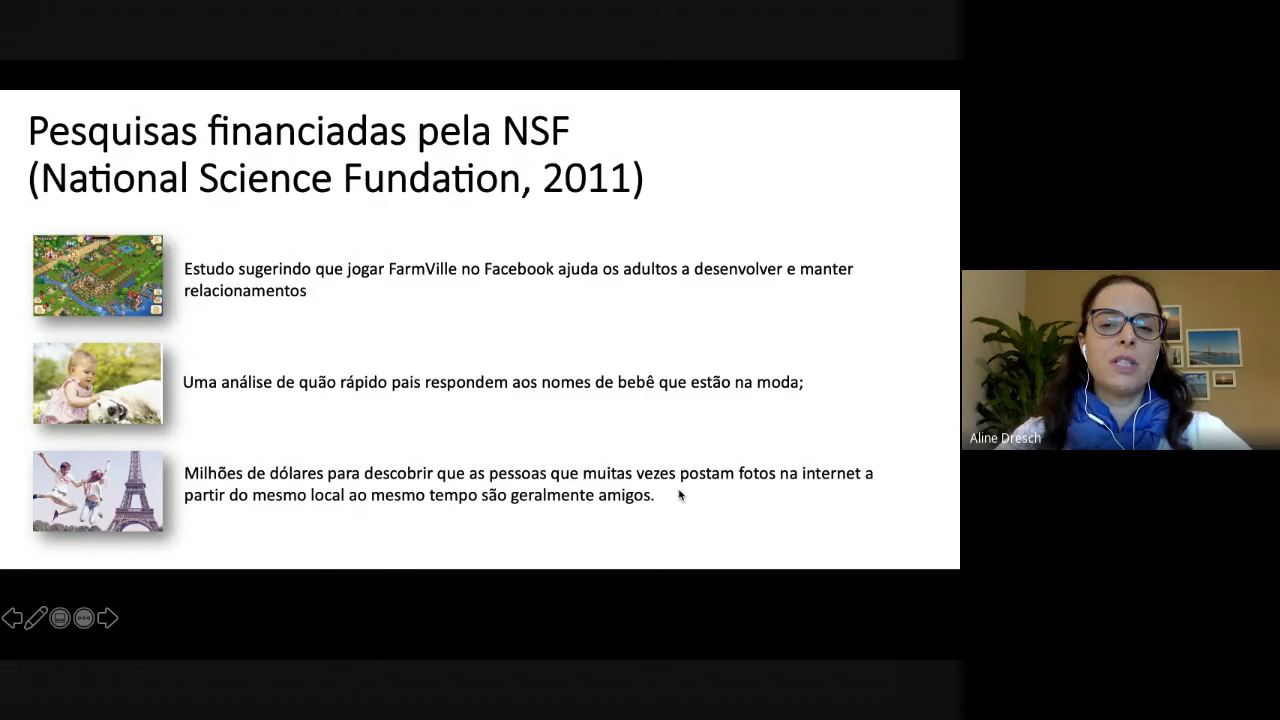 Pesquisas financiadas pela NSF
(National Science Fundation, 2011)
Estudo sugerindo que jogar FarmVille no Facebook ajuda os adultos a desenvolver e manter
relacionamentos
Uma análise de quão rápido pais respondem aos nomes de bebê que estão na moda;
Milhões de dólares para descobrir que as pessoas que muitas vezes postam fotos na internet a
partir do mesmo local ao mesmo tempo são geralmente amigos.
Aline Dresch